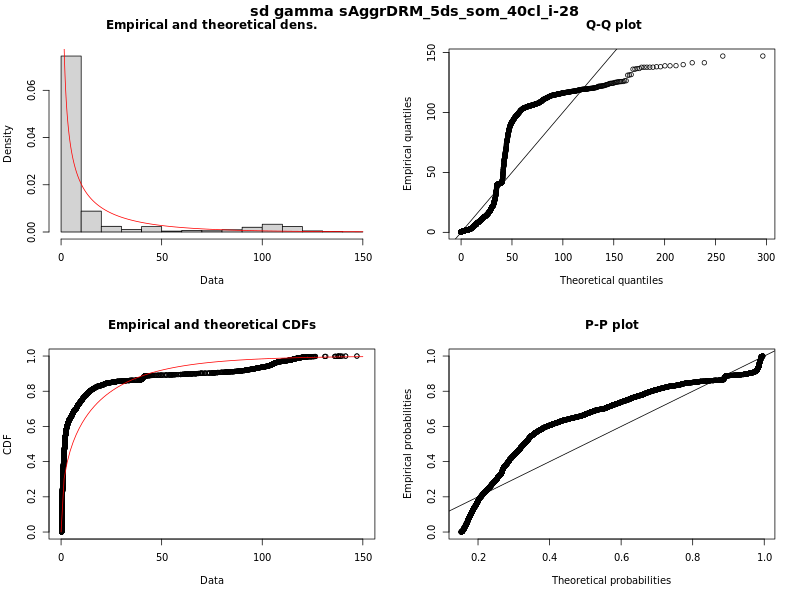 sd gamma sAggrDRM_5ds_som_40cl_i-28
Empirical and theoretical dens.
Density
0.00 0.02 0.04 0.06
0 50 100 150
Data
Q-Q plot
Empirical quantiles
0 50 100 150
0 50 100 150 200 250 300
Theoretical quantiles
Empirical and theoretical CDFs
CDF
0.0 0.2 0.4 0.6 0.8 1.0
0 50 100 150
Data
P-P plot
Empirical probabilities
0.0 0.2 0.4 0.6 0.8 1.0
0.2 0.4 0.6 0.8 1.0
Theoretical probabilities